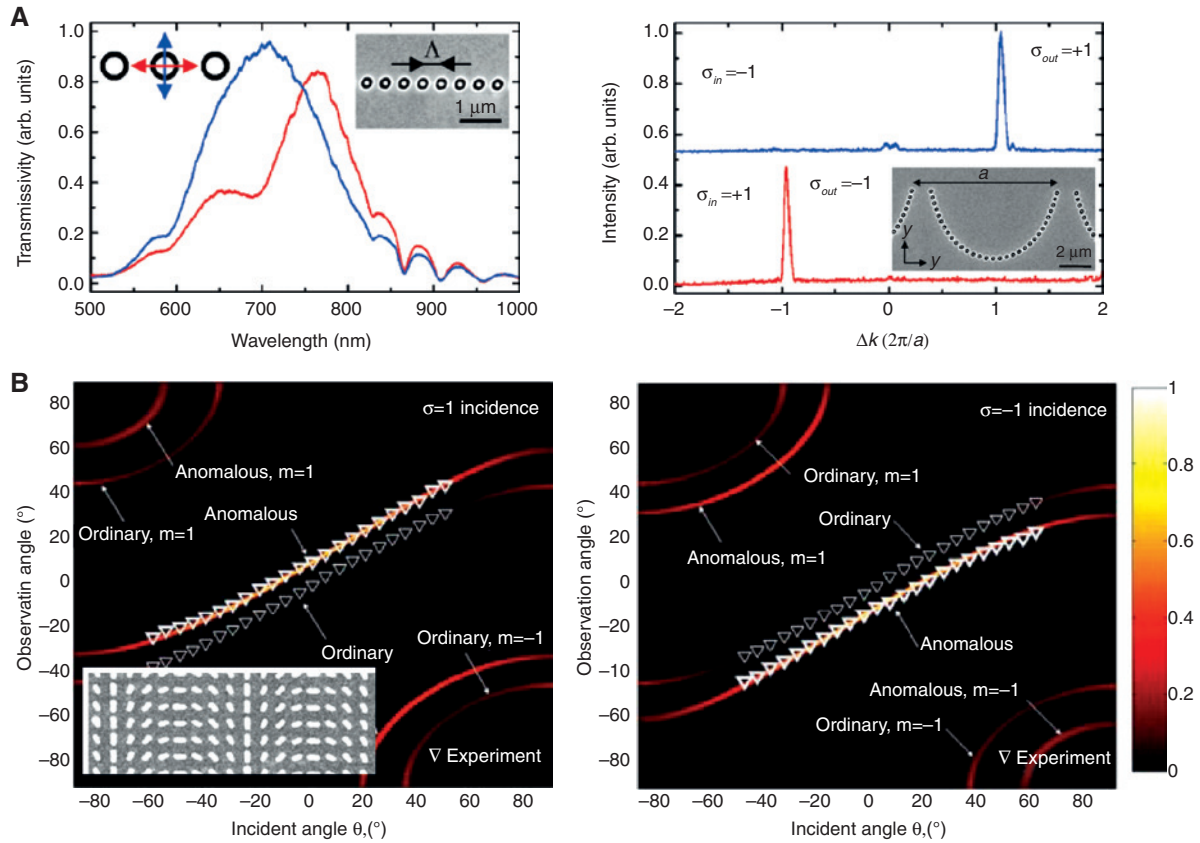 A
Transmissivity (arb. units)
1.0
0.8
0.6
0.4
0.2
0.0
Λ
1 μm
500 600 700 800 900 1000
Wavelength (nm)
Intensity (arb. units)
1.0
0.8
0.6
0.4
0.2
0.0
σin =−1
σout=+1
σin =+1
σout=−1
a
y
y
2 μm
−2 −1 0 1 2
Δk (2π/a)
B
Observatin angle (°)
80
60
40
20
0
−20
−40
−60
−80
σ=1 incidence
Anomalous, m=1
Ordinary, m=1
Anomalous
Ordinary
Ordinary, m=−1
∇ Experiment
−80 −60 −40 −20 0 20 40 60 80
Incident angle θ,(°)
Observation angle (°)
80
60
40
20
0
−20
−10
−60
−80
σ=−1 incidence
Ordinary, m=1
Anomalous, m=1
Ordinary
Anomalous
Anomalous, m=−1
Ordinary, m=−1
∇ Experiment
−80 −60 −40 −20 0 20 40 60 80
Incident angle θ,(°)
1
0.8
0.6
0.4
0.2
0